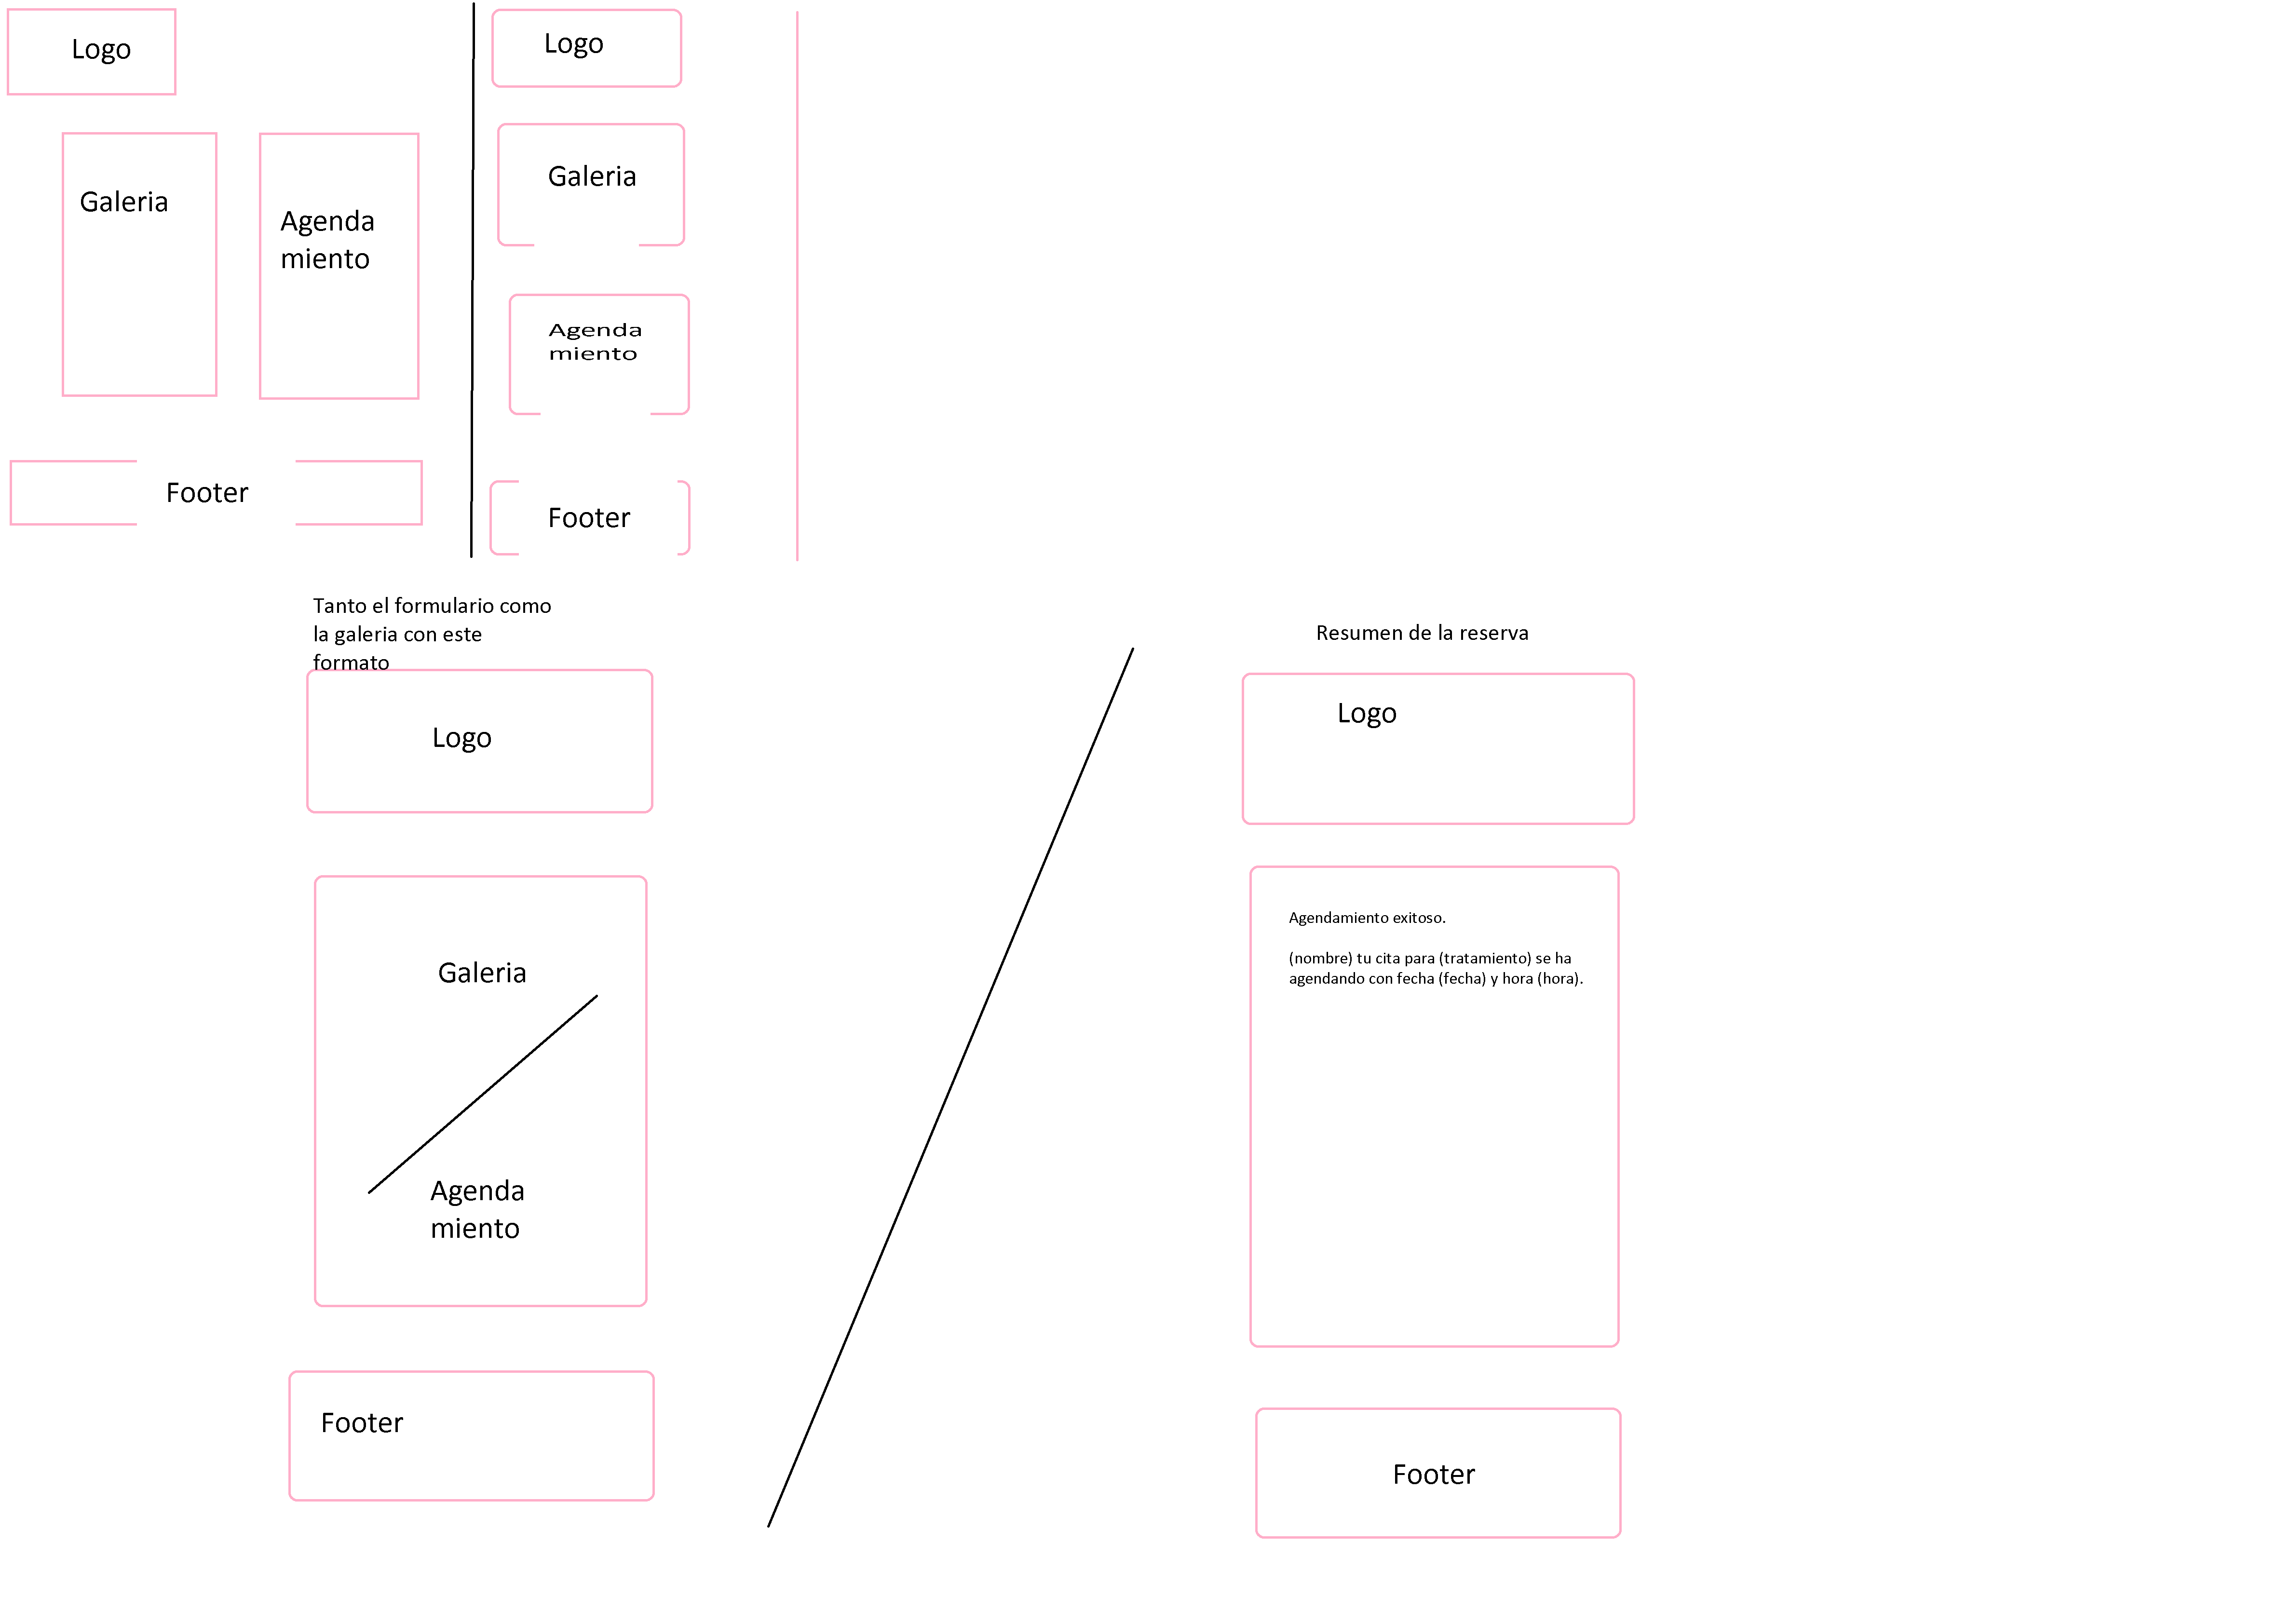 Logo
Galeria
Agenda
miento
Footer
Logo
Galeria
Agenda
miento
Footer
Tanto el formulario como
la galeria con este
formato
Logo
Galeria
Agenda
miento
Footer
Resumen de la reserva
Logo
Agendamiento exitoso.
(nombre) tu cita para (tratamiento) se ha
agendando con fecha (fecha) y hora (hora).
Footer